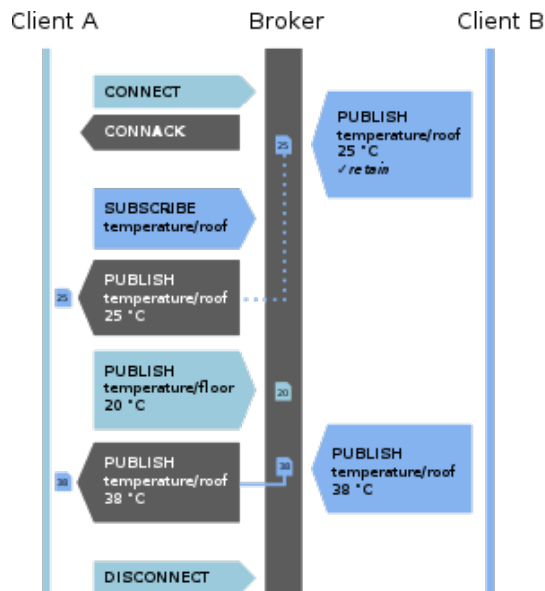 Client A Broker Client B
CONNECT
CONNACK
PUBLISH
temperature/roof
25 °C
✓retain
25
SUBSCRIBE
temperature/roof
PUBLISH
temperature/roof
25 °C
25
PUBLISH
temperature/floor
20 °C
20
PUBLISH
temperature/roof
38 °C
38
PUBLISH
temperature/roof
38 °C
38
DISCONNECT